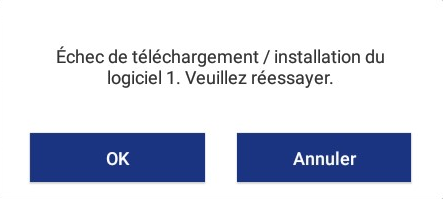 Échec de téléchargement / installation du
logiciel 1. Veuillez réessayer.
OK
Annuler